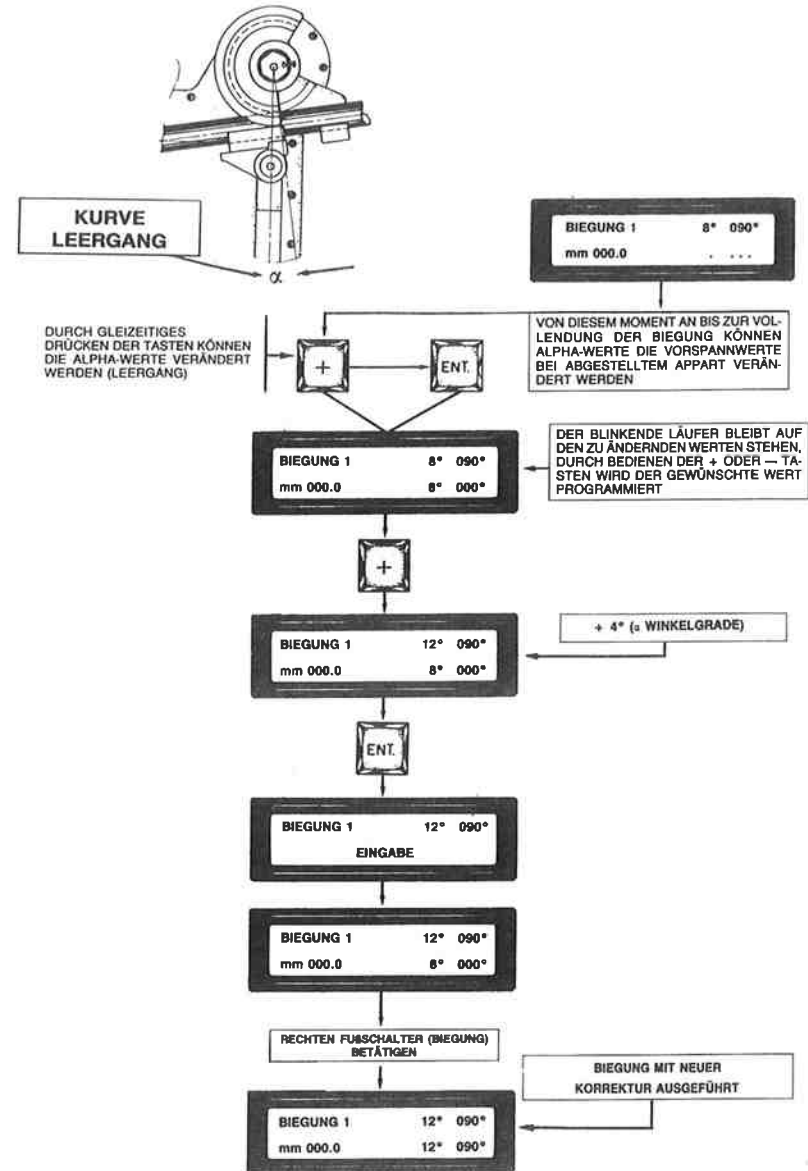 KURVE
LEERGANG
α
BIEGUNG 1 8° 090°
mm 000.0 . . . .
DURCH GLEIZEITIGES
DRÜCKEN DER TASTEN KÖNNEN
DIE ALPHA-WERTE VERÄNDERT
WERDEN (LEERGANG)
+
ENT.
VON DIESEM MOMENT AN BIS ZUR VOL-
LENDUNG DER BIEGUNG KÖNNEN
ALPHA-WERTE DIE VORSPANNWERTE
BEI ABGESTELLTEM APPART VERÄN-
DERT WERDEN
BIEGUNG 1 8° 090°
mm 000.0 8° 000°
DER BLINKENDE LÄUFER BLEIBT AUF
DEN ZU ÄNDERNDEN WERTEN STEHEN,
DURCH BEDIENEN DER + ODER — TA-
STEN WIRD DER GEWÜNSCHTE WERT
PROGRAMMIERT
+
BIEGUNG 1 12° 090°
mm 000.0 8° 000°
+ 4° (α WINKELGRADE)
ENT.
BIEGUNG 1 12° 090°
EINGABE
BIEGUNG 1 12° 090°
mm 000.0 8° 000°
RECHTEN FUßSCHALTER (BIEGUNG)
BETÄTIGEN
BIEGUNG MIT NEUER
KORREKTUR AUSGEFÜHRT
BIEGUNG 1 12° 090°
mm 000.0 12° 090°